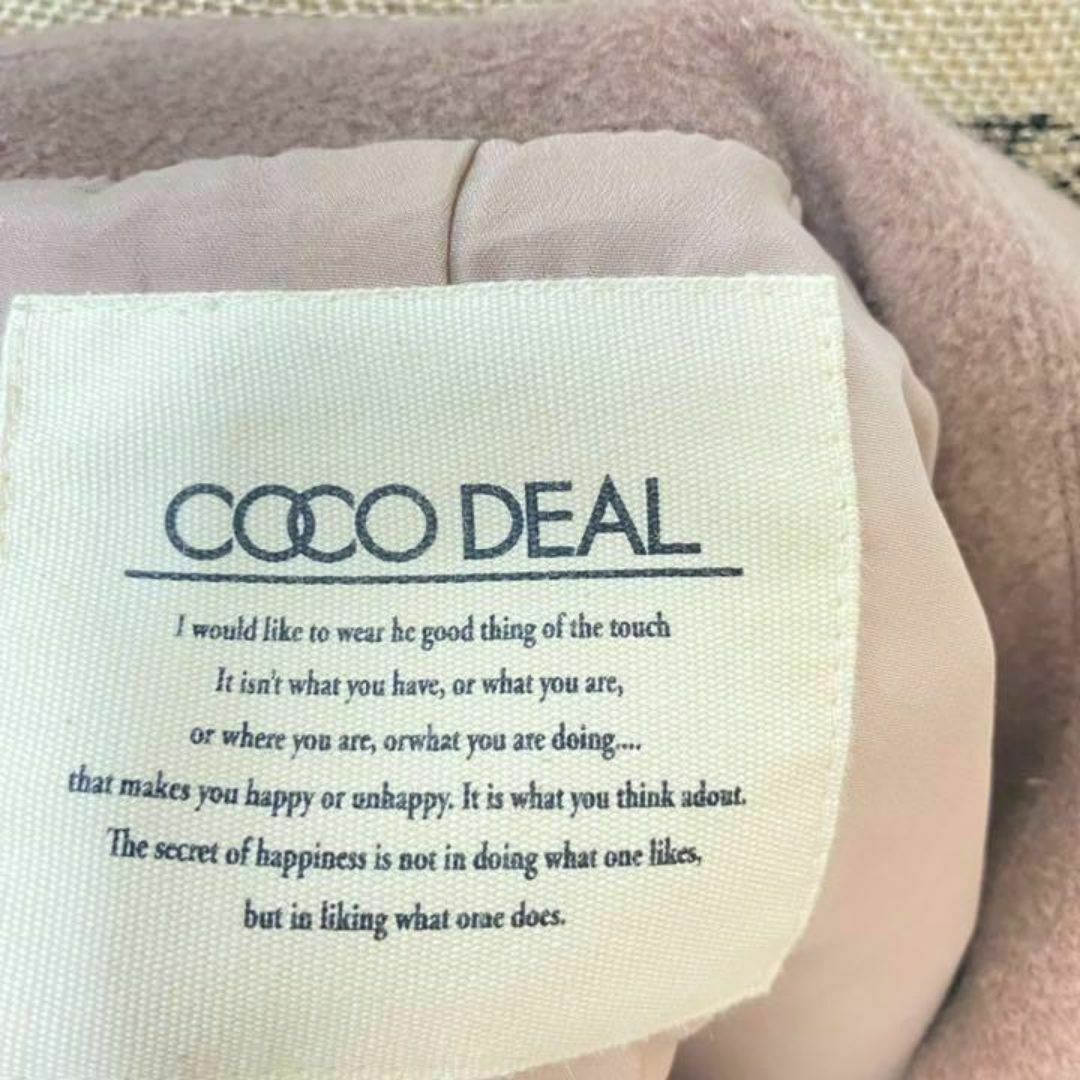 COCO DEAL
I would like to wear hc good thing of the touch
It isn't what you have, or what you are,
or where you are, orwhat you are doing....
that makes you happy or unhappy. It is what you think adout.
The secret of happiness is not in doing what one likes,
but in liking what one does.